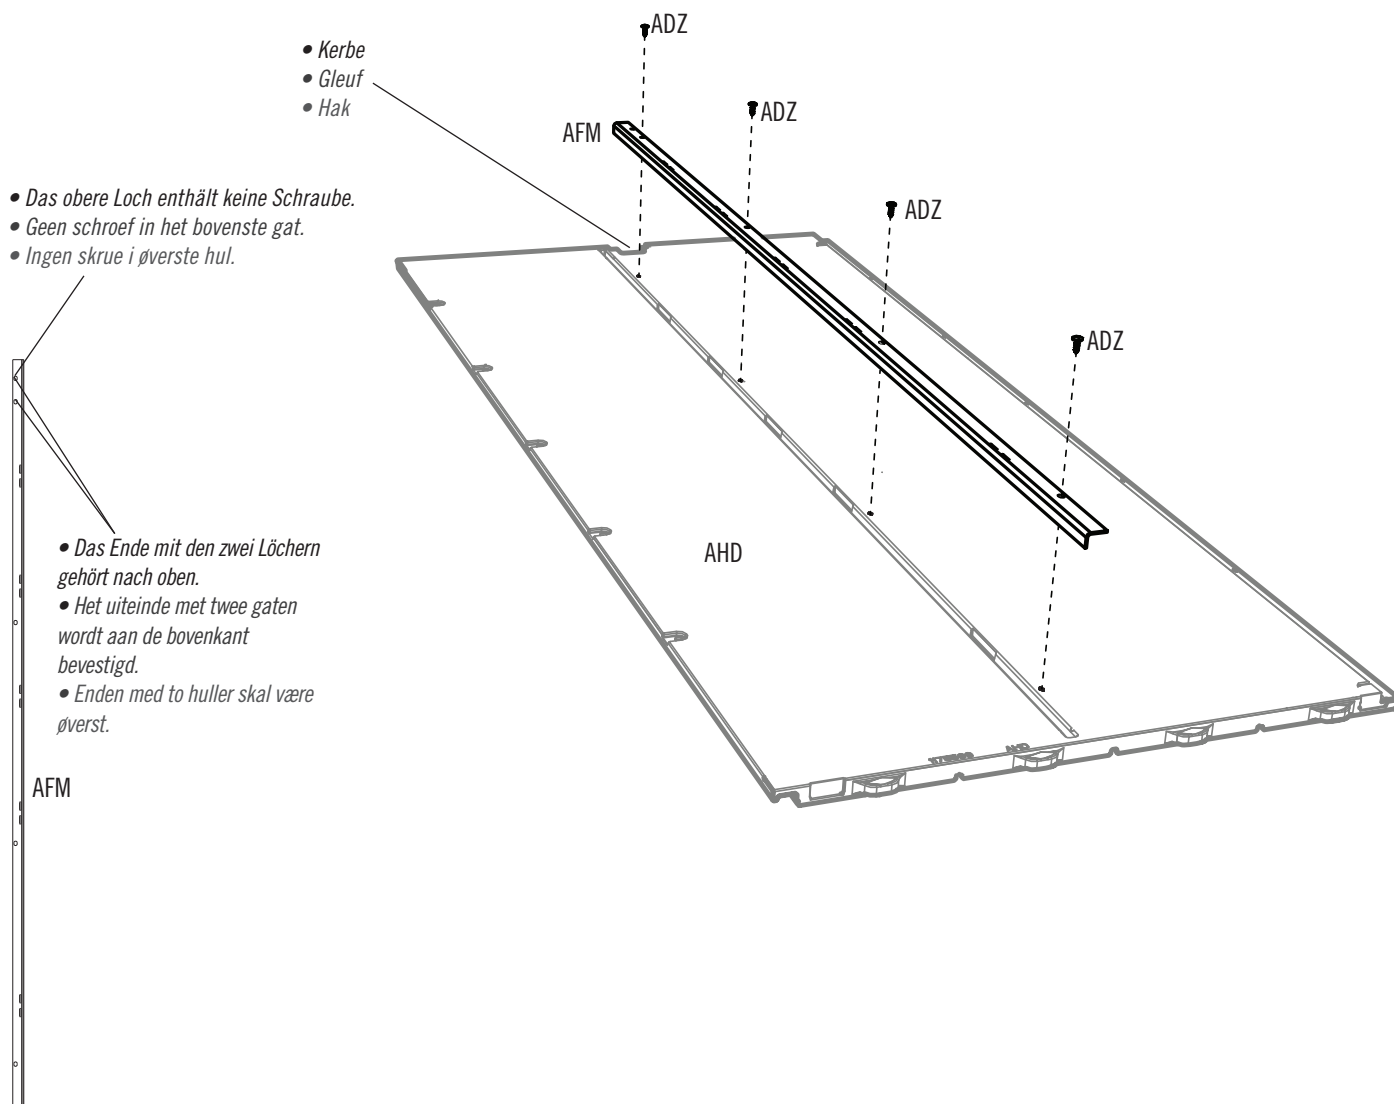 ADZ
• Kerbe
• Gleuf
• Hak
ADZ
AFM
• Das obere Loch enthält keine Schraube.
• Geen schroef in het bovenste gat.
• Ingen skrue i øverste hul.
ADZ
ADZ
• Das Ende mit den zwei Löchern
gehört nach oben.
• Het uiteinde met twee gaten
wordt aan de bovenkant
bevestigd.
• Enden med to huller skal være
øverst.
AHD
AHD
AFM